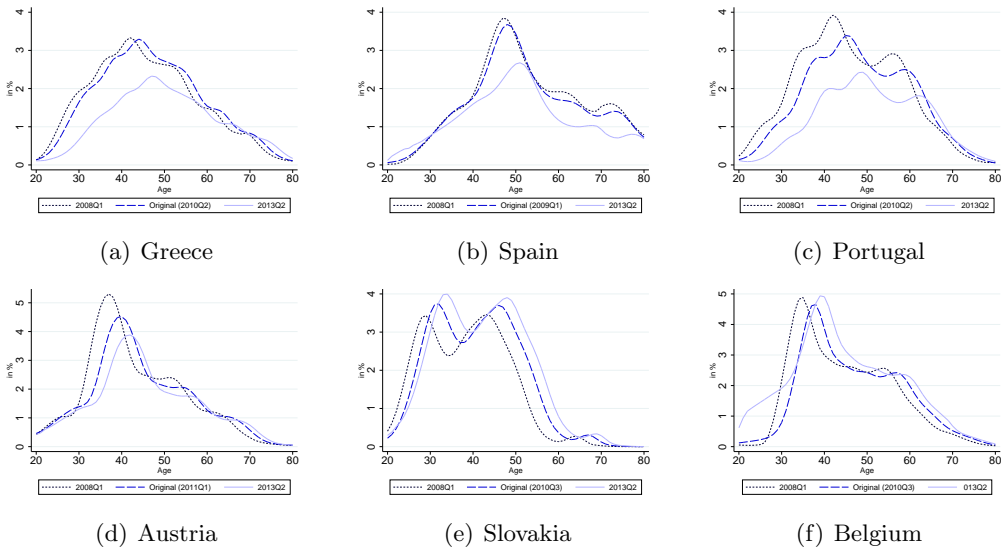 in %
0 1 2 3 4
20 30 40 50 60 70 80
Age
2008Q1 Original (2010Q2) 2013Q2
(a) Greece
in %
0 1 2 3 4
20 30 40 50 60 70 80
Age
2008Q1 Original (2009Q1) 2013Q2
(b) Spain
in %
0 1 2 3 4
20 30 40 50 60 70 80
Age
2008Q1 Original (2010Q2) 2013Q2
(c) Portugal
in %
0 1 2 3 4 5
20 30 40 50 60 70 80
Age
2008Q1 Original (2011Q1) 2013Q2
(d) Austria
in %
0 1 2 3 4
20 30 40 50 60 70 80
Age
2008Q1 Original (2010Q3) 2013Q2
(e) Slovakia
in %
0 1 2 3 4 5
20 30 40 50 60 70 80
Age
2008Q1 Original (2010Q3) 013Q2
(f) Belgium